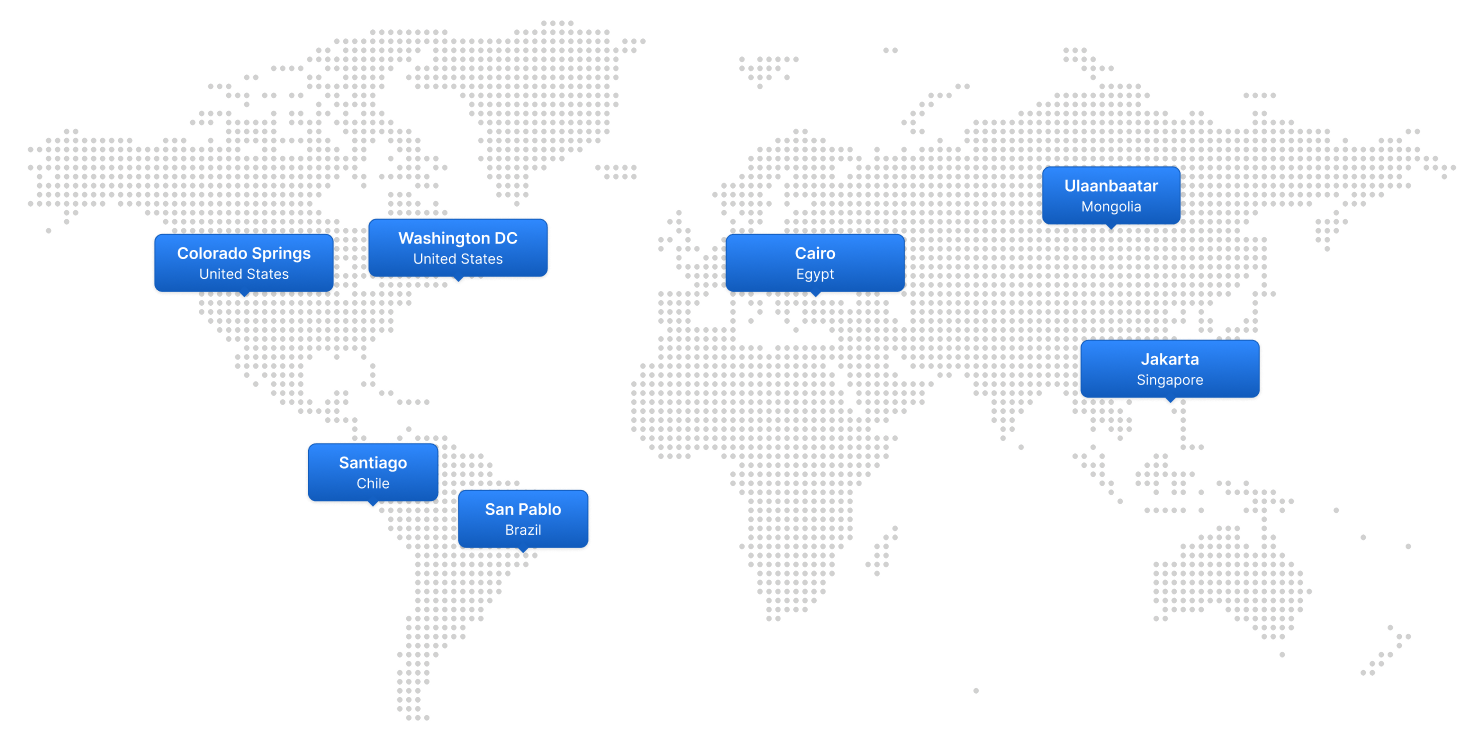 Ulaanbaatar
Mongolia
Washington DC
United States
Colorado Springs
United States
Cairo
Egypt
Jakarta
Singapore
Santiago
Chile
San Pablo
Brazil